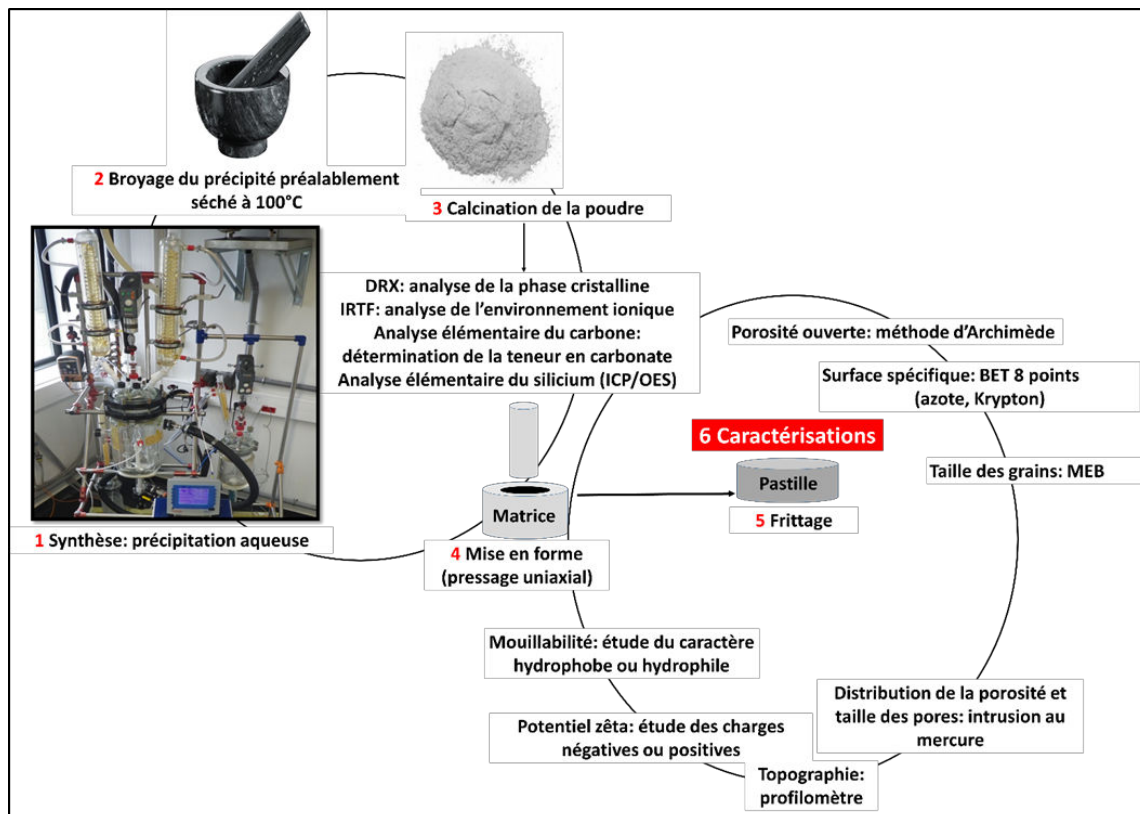 2 Broyage du précipité préalablement
séché à 100°C
3 Calcination de la poudre
DRX: analyse de la phase cristalline
IRTF: analyse de l'environnement ionique
Analyse élémentaire du carbone:
détermination de la teneur en carbonate
Analyse élémentaire du silicium (ICP/OES)
1 Synthèse: précipitation aqueuse
Matrice
4 Mise en forme
(pressage uniaxial)
6 Caractérisations
Pastille
5 Frittage
Porosité ouverte: méthode d'Archimède
Surface spécifique: BET 8 points
(azote, Krypton)
Taille des grains: MEB
Distribution de la porosité et
taille des pores: intrusion au
mercure
Topographie:
profilomètre
Potentiel zêta: étude des charges
négatives ou positives
Mouillabilité: étude du caractère
hydrophobe ou hydrophile